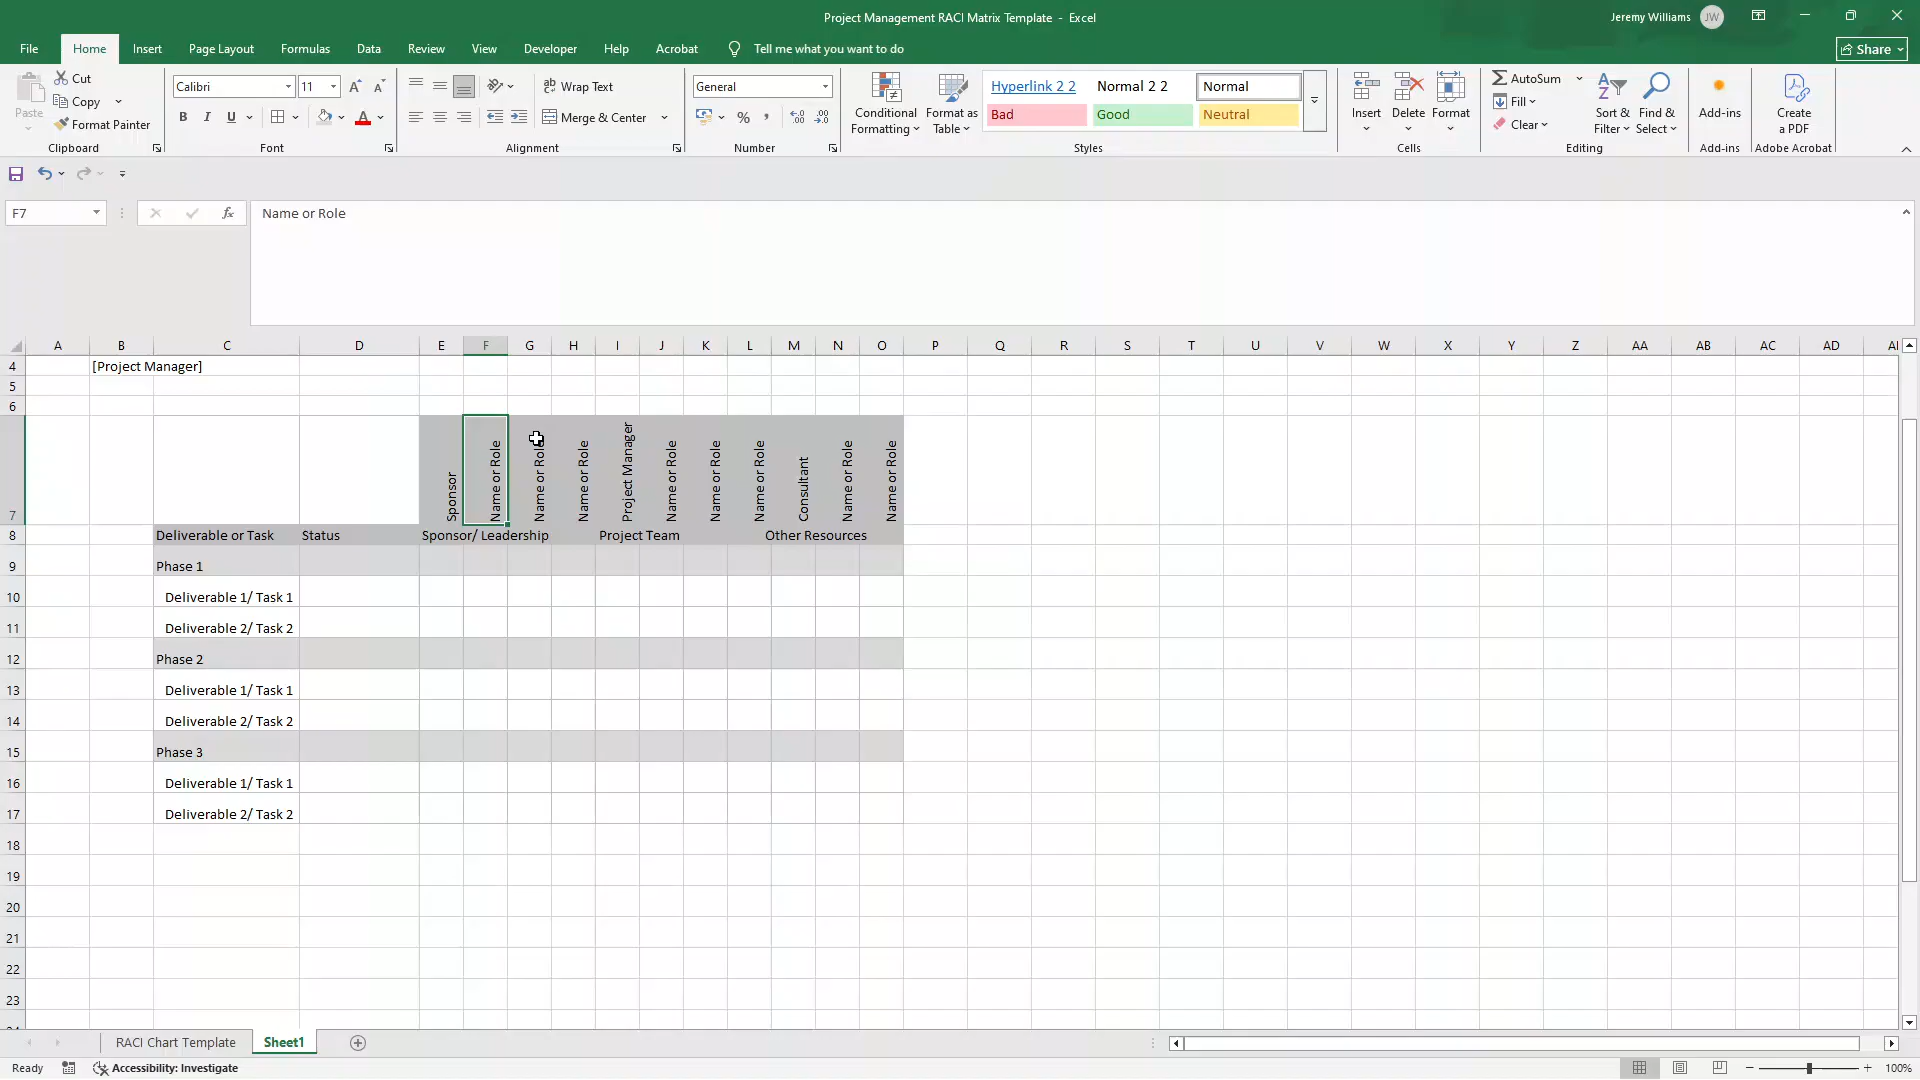 Project Management RACI Matrix Template - Excel
Jeremy Williams
JW
File
Home
Insert
Page Layout
Formulas
Data
Review
View
Developer
Help
Acrobat
Tell me what you want to do
Share
Paste
Cut
Copy
Format Painter
Clipboard
Calibri
11
B I U
Font
Wrap Text
Merge & Center
Alignment
General
Number
Conditional
Formatting
Format as
Table
Hyperlink 2 2
Normal 2 2
Normal
Bad
Good
Neutral
Styles
Insert
Delete
Format
Cells
AutoSum
Fill
Clear
Sort &
Filter
Find &
Select
Editing
Add-ins
Add-ins
Create
a PDF
Adobe Acrobat
F7
fx
Name or Role
A B C D E F G H I J K L M N O P Q R S T U V W X Y Z AA AB AC AD
4 [Project Manager]
5
6
7
Sponsor
Name or Role
Name or Role
Name or Role
Project Manager
Name or Role
Name or Role
Name or Role
Consultant
Name or Role
Name or Role
8 Deliverable or Task Status Sponsor/ Leadership Project Team Other Resources
9 Phase 1
10 Deliverable 1/ Task 1
11 Deliverable 2/ Task 2
12 Phase 2
13 Deliverable 1/ Task 1
14 Deliverable 2/ Task 2
15 Phase 3
16 Deliverable 1/ Task 1
17 Deliverable 2/ Task 2
18
19
20
21
22
23
RACI Chart Template
Sheet1
Ready
Accessibility: Investigate
100%